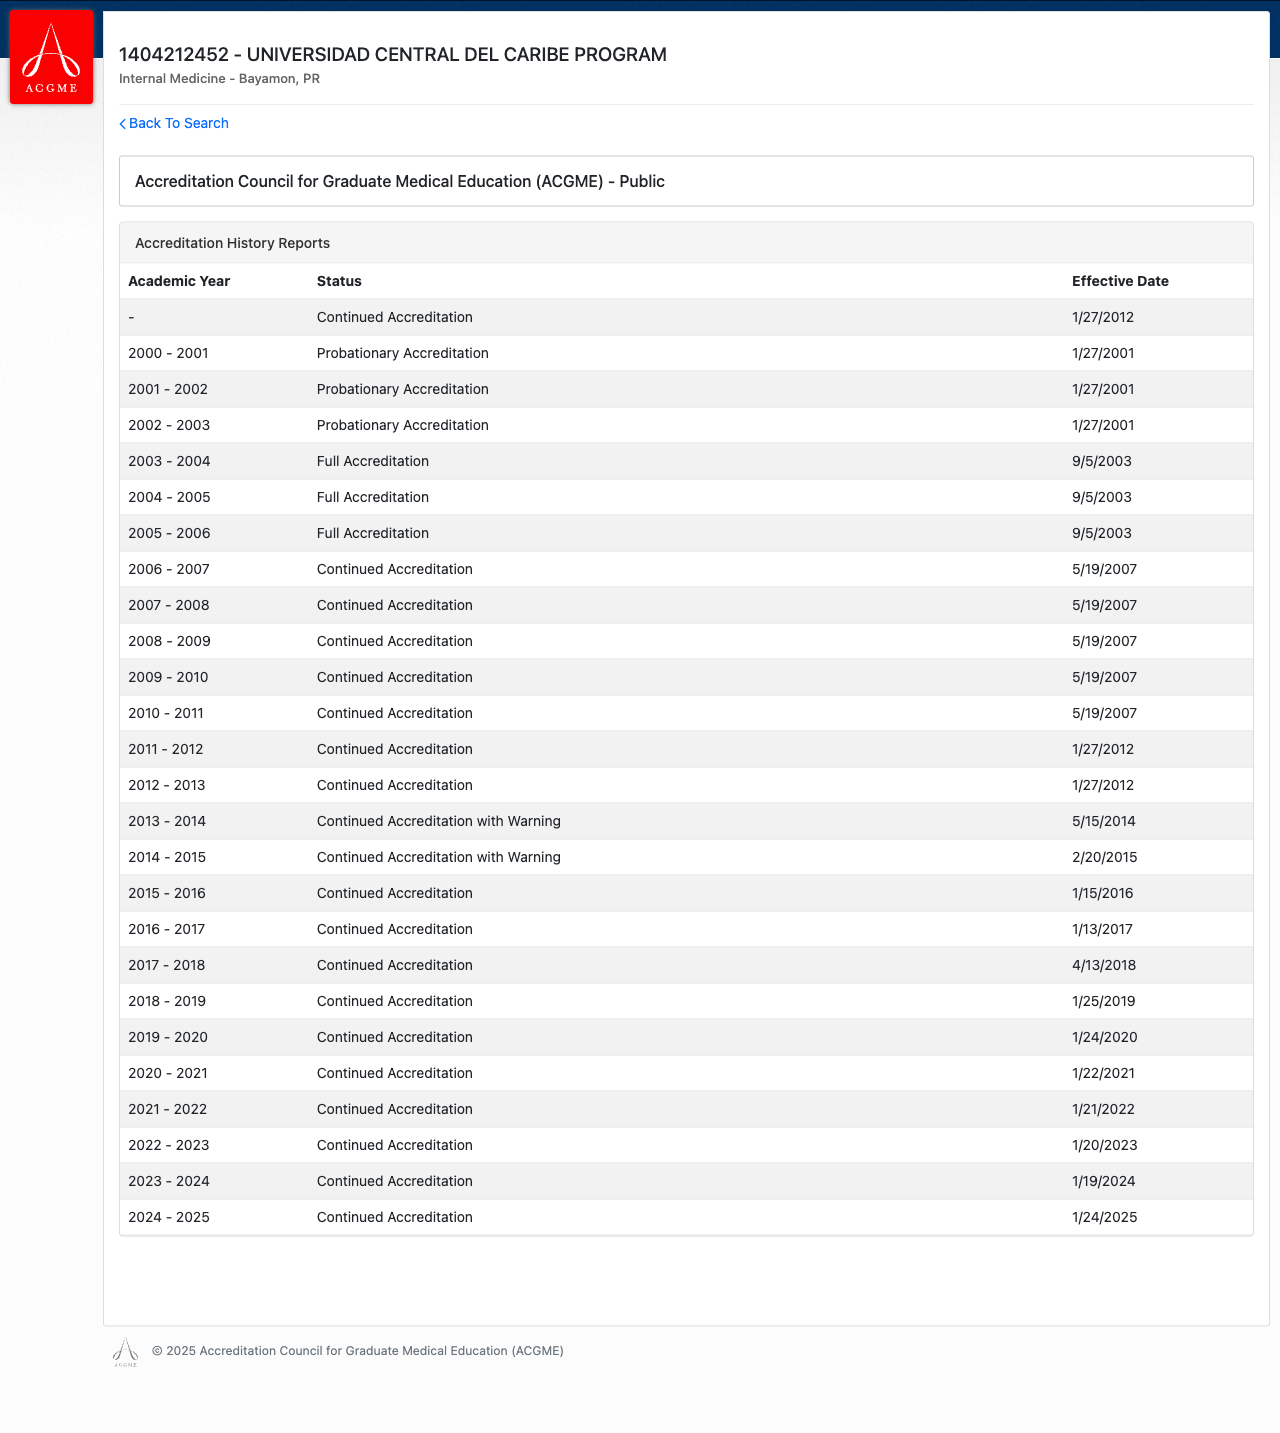 ACGME
1404212452 - UNIVERSIDAD CENTRAL DEL CARIBE PROGRAM
Internal Medicine - Bayamon, PR
Back To Search
Accreditation Council for Graduate Medical Education (ACGME) - Public
Accreditation History Reports
Academic Year Status Effective Date
- Continued Accreditation 1/27/2012
2000 - 2001 Probationary Accreditation 1/27/2001
2001 - 2002 Probationary Accreditation 1/27/2001
2002 - 2003 Probationary Accreditation 1/27/2001
2003 - 2004 Full Accreditation 9/5/2003
2004 - 2005 Full Accreditation 9/5/2003
2005 - 2006 Full Accreditation 9/5/2003
2006 - 2007 Continued Accreditation 5/19/2007
2007 - 2008 Continued Accreditation 5/19/2007
2008 - 2009 Continued Accreditation 5/19/2007
2009 - 2010 Continued Accreditation 5/19/2007
2010 - 2011 Continued Accreditation 5/19/2007
2011 - 2012 Continued Accreditation 1/27/2012
2012 - 2013 Continued Accreditation 1/27/2012
2013 - 2014 Continued Accreditation with Warning 5/15/2014
2014 - 2015 Continued Accreditation with Warning 2/20/2015
2015 - 2016 Continued Accreditation 1/15/2016
2016 - 2017 Continued Accreditation 1/13/2017
2017 - 2018 Continued Accreditation 4/13/2018
2018 - 2019 Continued Accreditation 1/25/2019
2019 - 2020 Continued Accreditation 1/24/2020
2020 - 2021 Continued Accreditation 1/22/2021
2021 - 2022 Continued Accreditation 1/21/2022
2022 - 2023 Continued Accreditation 1/20/2023
2023 - 2024 Continued Accreditation 1/19/2024
2024 - 2025 Continued Accreditation 1/24/2025
ACGME
© 2025 Accreditation Council for Graduate Medical Education (ACGME)